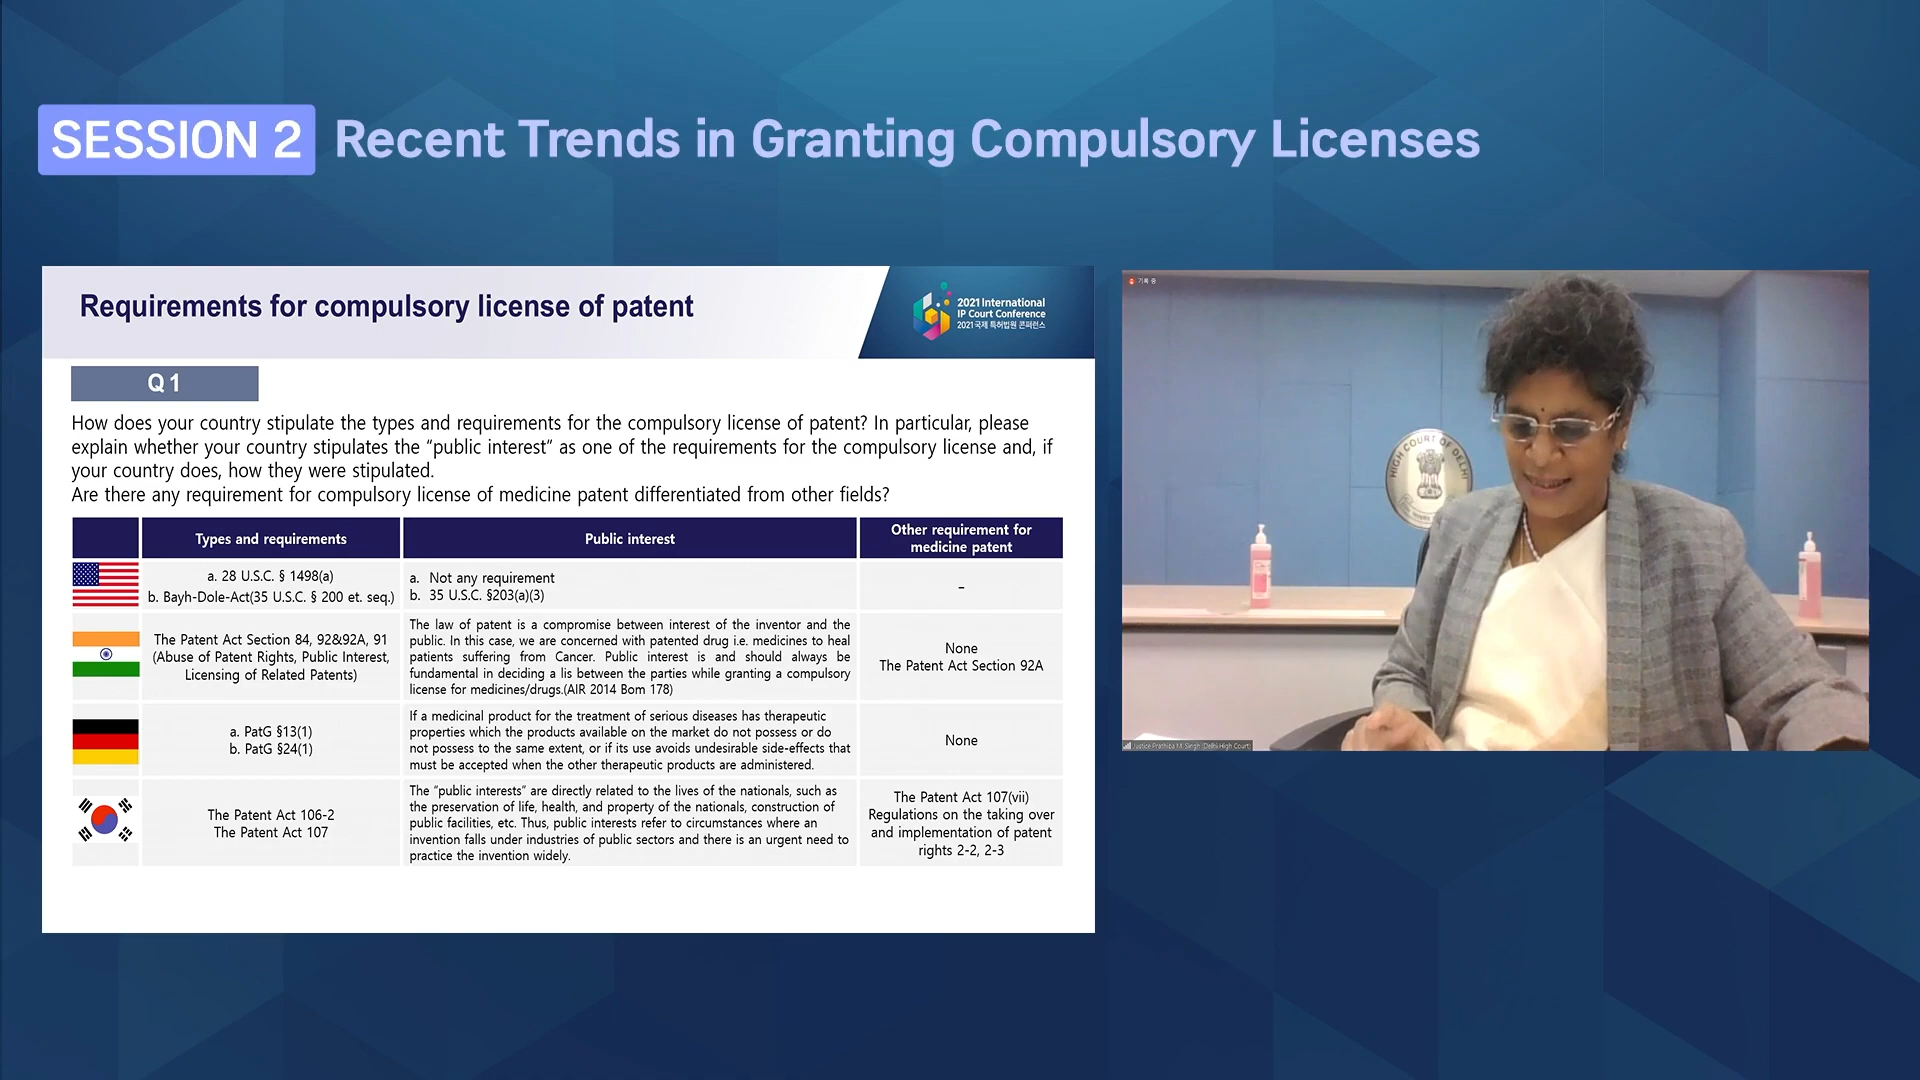 SESSION 2 Recent Trends in Granting Compulsory Licenses
Requirements for compulsory license of patent
2021 International
IP Court Conference
2021 국제 특허법원 콘퍼런스
Q 1
How does your country stipulate the types and requirements for the compulsory license of patent? In particular, please
explain whether your country stipulates the “public interest” as one of the requirements for the compulsory license and, if
your country does, how they were stipulated.
Are there any requirement for compulsory license of medicine patent differentiated from other fields?
Types and requirements
Public interest
Other requirement for
medicine patent
a. 28 U.S.C. § 1498(a)
b. Bayh-Dole-Act(35 U.S.C. § 200 et. seq.)
a. Not any requirement
b. 35 U.S.C. §203(a)(3)
–
The Patent Act Section 84, 92&92A, 91
(Abuse of Patent Rights, Public Interest,
Licensing of Related Patents)
The law of patent is a compromise between interest of the inventor and the
public. In this case, we are concerned with patented drug i.e. medicines to heal
patients suffering from Cancer. Public interest is and should always be
fundamental in deciding a lis between the parties while granting a compulsory
license for medicines/drugs.(AIR 2014 Bom 178)
None
The Patent Act Section 92A
a. PatG §13(1)
b. PatG §24(1)
If a medicinal product for the treatment of serious diseases has therapeutic
properties which the products available on the market do not possess or do
not possess to the same extent, or if its use avoids undesirable side-effects that
must be accepted when the other therapeutic products are administered.
None
The Patent Act 106-2
The Patent Act 107
The “public interests” are directly related to the lives of the nationals, such as
the preservation of life, health, and property of the nationals, construction of
public facilities, etc. Thus, public interests refer to circumstances where an
invention falls under industries of public sectors and there is an urgent need to
practice the invention widely.
The Patent Act 107(vii)
Regulations on the taking over
and implementation of patent
rights 2-2, 2-3
기록 중
HIGH COURT OF DELHI
Justice Prathiba M. Singh (Delhi High Court)